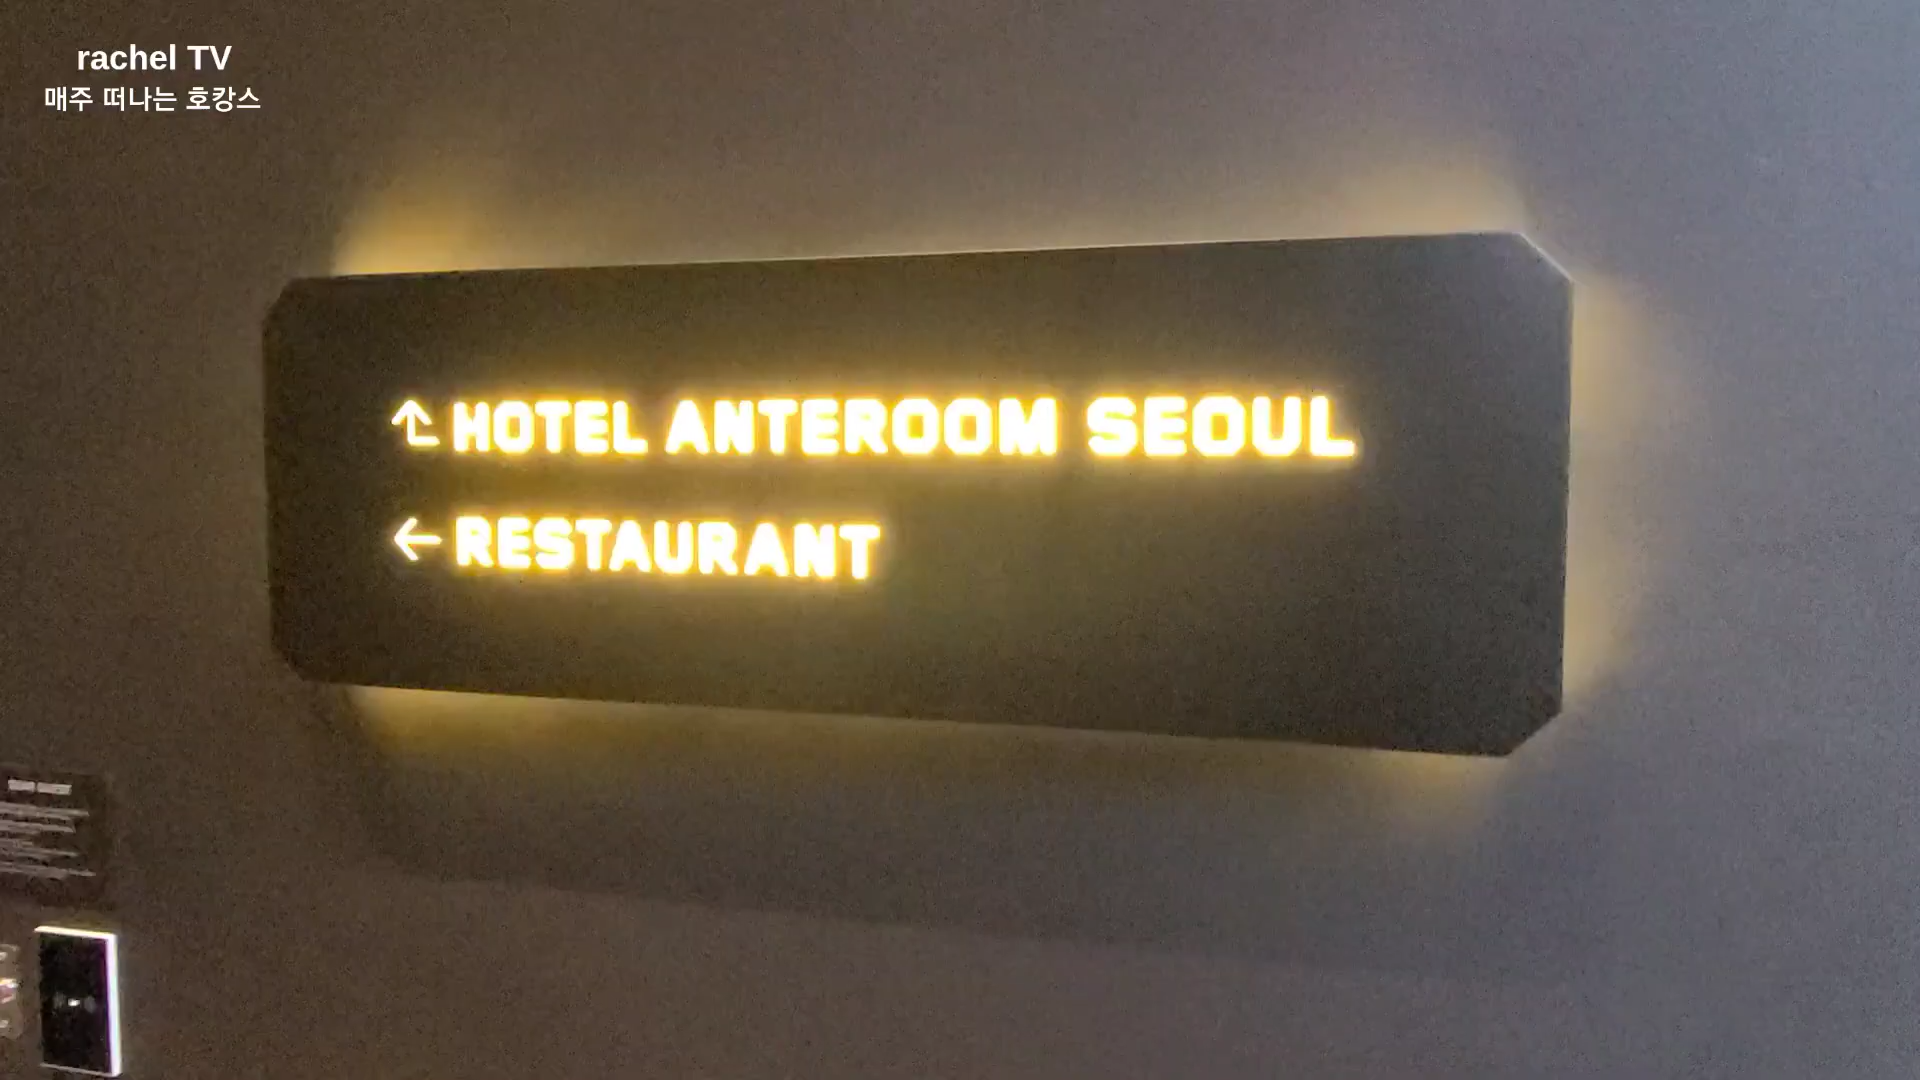 rachel TV
매주 떠나는 호캉스
HOTEL ANTEROOM SEOUL
← RESTAURANT